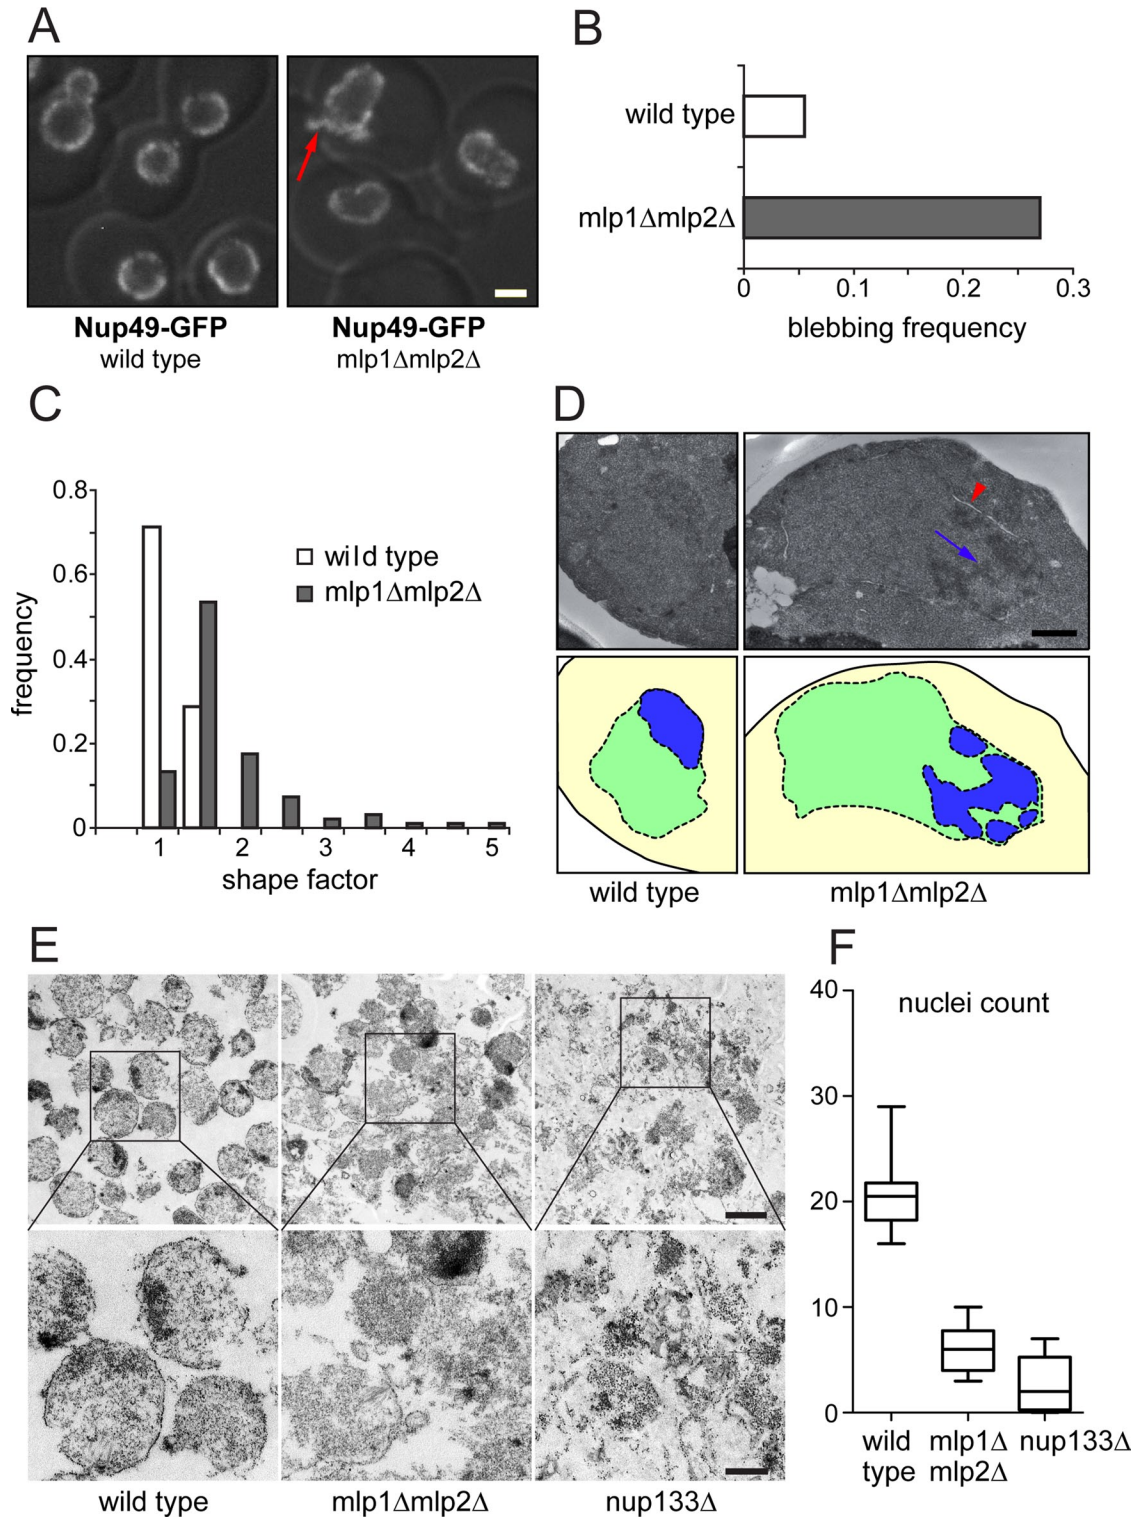 A
Nup49-GFP
wild type
Nup49-GFP
mlp1Δmlp2Δ
B
wild type
mlp1Δmlp2Δ
0 0.1 0.2 0.3
blebbing frequency
C
0.8
0.6
0.4
0.2
0
frequency
wild type
mlp1Δmlp2Δ
1 2 3 4 5
shape factor
D
wild type
mlp1Δmlp2Δ
E
wild type
mlp1Δmlp2Δ
nup133Δ
F
nuclei count
40
30
20
10
0
wild type
mlp1Δ mlp2Δ
nup133Δ